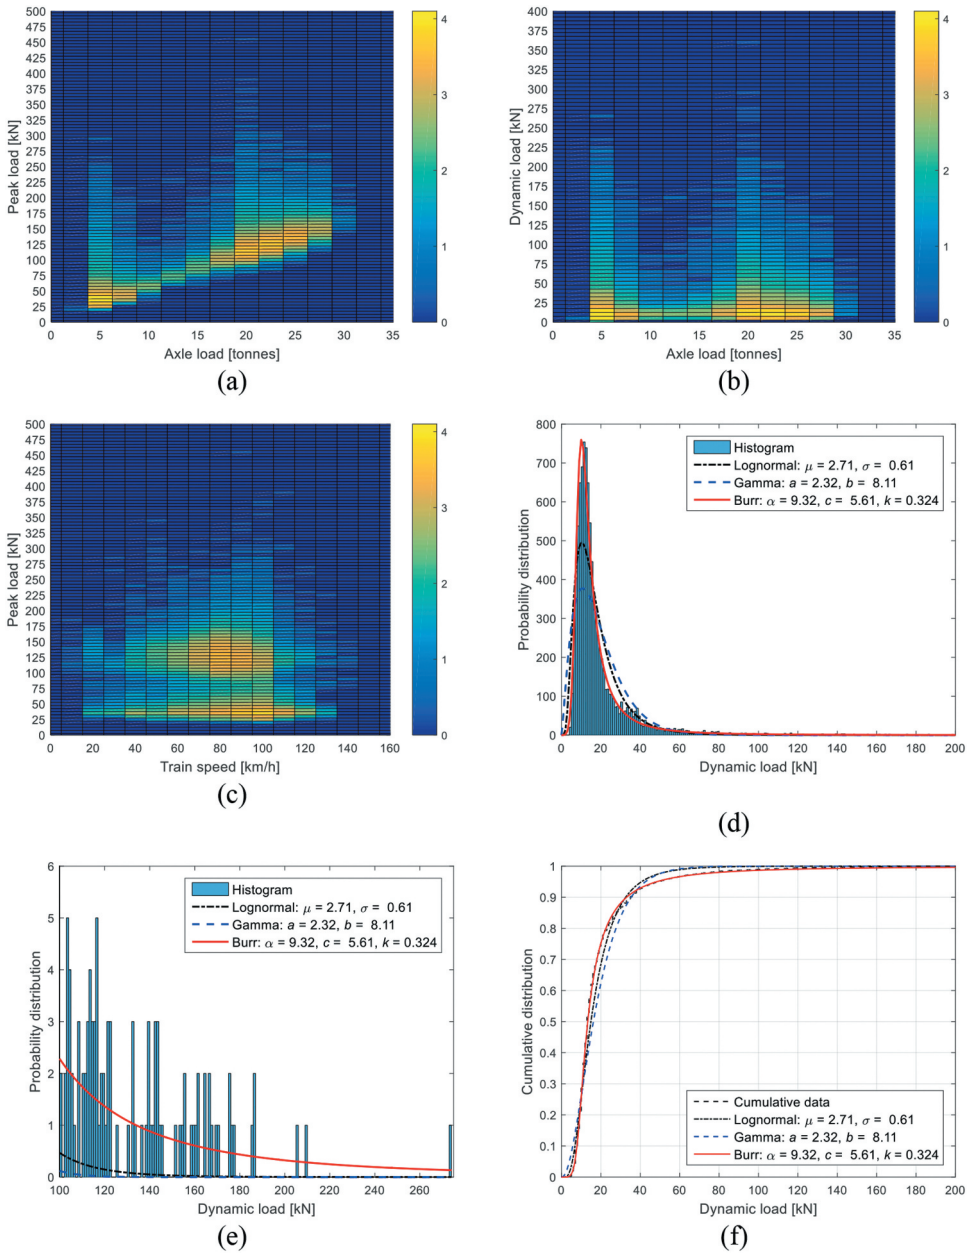 500
475
450
425
400
375
350
325
300
275
250
225
200
175
150
125
100
75
50
25
0
Peak load [kN]
0 5 10 15 20 25 30 35
Axle load [tonnes]
4
3
2
1
0
(a)
400
375
350
325
300
275
250
225
200
175
150
125
100
75
50
25
0
Dynamic load [kN]
0 5 10 15 20 25 30 35
Axle load [tonnes]
4
3
2
1
0
(b)
500
475
450
425
400
375
350
325
300
275
250
225
200
175
150
125
100
75
50
25
0
Peak load [kN]
0 20 40 60 80 100 120 140 160
Train speed [km/h]
4
3
2
1
0
(c)
800
700
600
500
400
300
200
100
0
Probability distribution
Histogram
Lognormal: μ = 2.71, σ = 0.61
Gamma: a = 2.32, b = 8.11
Burr: α = 9.32, c = 5.61, k = 0.324
0 20 40 60 80 100 120 140 160 180 200
Dynamic load [kN]
(d)
6
5
4
3
2
1
0
Probability distribution
Histogram
Lognormal: μ = 2.71, σ = 0.61
Gamma: a = 2.32, b = 8.11
Burr: α = 9.32, c = 5.61, k = 0.324
100 120 140 160 180 200 220 240 260
Dynamic load [kN]
(e)
1
0.9
0.8
0.7
0.6
0.5
0.4
0.3
0.2
0.1
0
Cumulative distribution
Cumulative data
Lognormal: μ = 2.71, σ = 0.61
Gamma: a = 2.32, b = 8.11
Burr: α = 9.32, c = 5.61, k = 0.324
0 20 40 60 80 100 120 140 160 180 200
Dynamic load [kN]
(f)